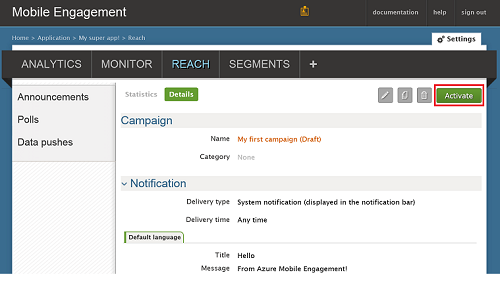 Mobile Engagement
documentation help sign out
Home > Application > My super app! > Reach
Settings
ANALYTICS MONITOR REACH SEGMENTS +
Announcements
Polls
Data pushes
Statistics Details Activate
Campaign
Name My first campaign (Draft)
Category None
Notification
Delivery type System notification (displayed in the notification bar)
Delivery time Any time
Default language
Title Hello
Message From Azure Mobile Engagement!